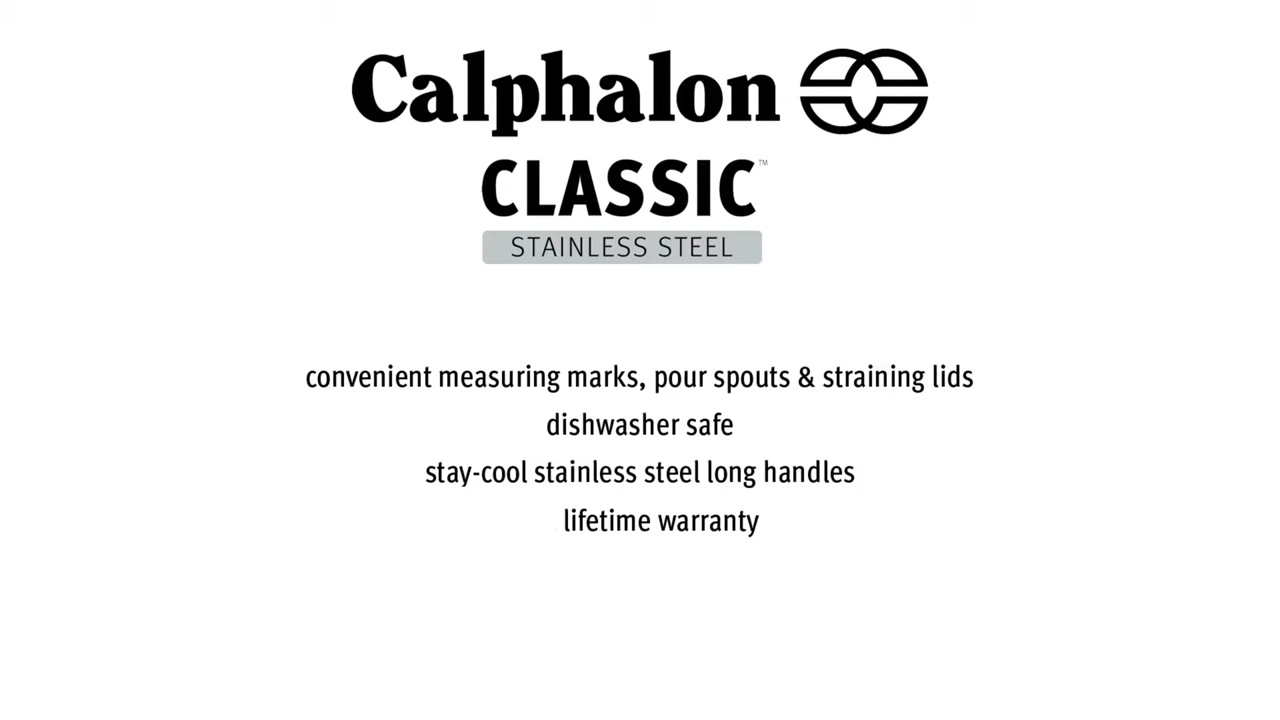 Calphalon
CLASSIC™
STAINLESS STEEL
convenient measuring marks, pour spouts & straining lids
dishwasher safe
stay-cool stainless steel long handles
lifetime warranty